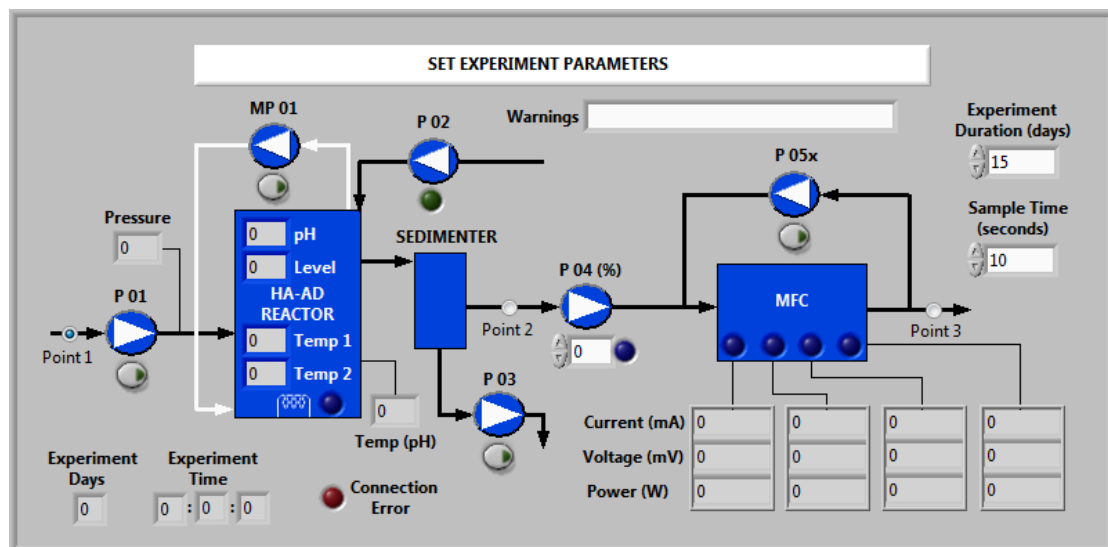 SET EXPERIMENT PARAMETERS
MP 01
P 02
Warnings
Experiment
Duration (days)
15
P 05x
Pressure
0
Sample Time
(seconds)
10
0 pH
0 Level
HA-AD
REACTOR
0 Temp 1
0 Temp 2
SEDIMENTER
P 01
Point 1
P 04 (%)
0
Point 2
MFC
Point 3
P 03
0
Temp (pH)
Current (mA) 0 0 0 0
Voltage (mV) 0 0 0 0
Power (W) 0 0 0 0
Experiment
Days
0
Experiment
Time
0 : 0 : 0
Connection
Error